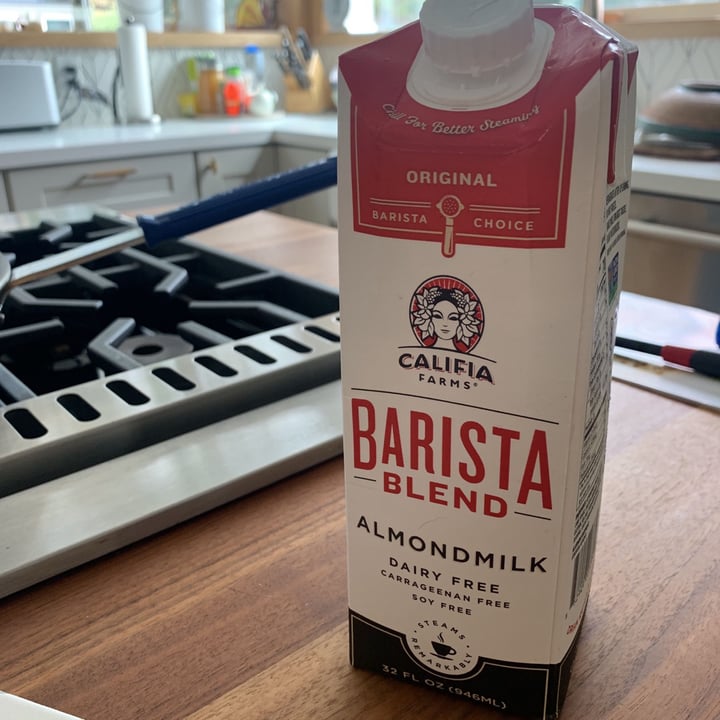 Chill For Better Steaming
ORIGINAL
BARISTA CHOICE
CALIFIA
FARMS®
BARISTA
BLEND
ALMONDMILK
DAIRY FREE
CARRAGEENAN FREE
SOY FREE
STEAMS
REMARKABLY
32 FL OZ (946ML)